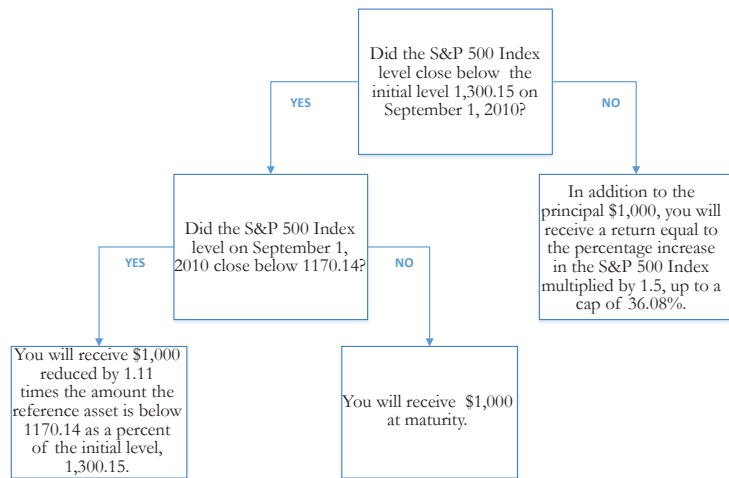 Did the S&P 500 Index
level close below the
initial level 1,300.15 on
September 1, 2010?
YES
NO
Did the S&P 500 Index
level on September 1,
2010 close below 1170.14?
In addition to the
principal $1,000, you will
receive a return equal to
the percentage increase
in the S&P 500 Index
multiplied by 1.5, up to a
cap of 36.08%.
YES
NO
You will receive $1,000
reduced by 1.11
times the amount the
reference asset is below
1170.14 as a percent
of the initial level,
1,300.15.
You will receive $1,000
at maturity.